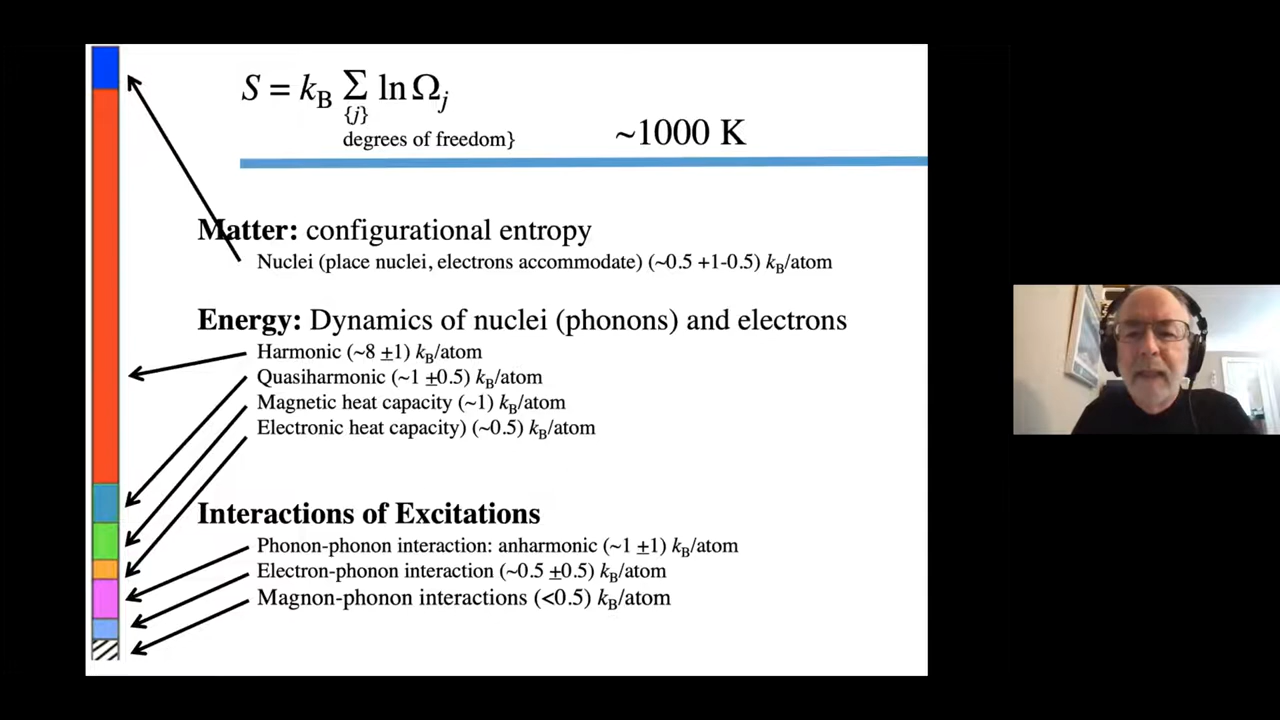 S = k_B Σ ln Ω_j
{j}
degrees of freedom}
~1000 K
Matter: configurational entropy
Nuclei (place nuclei, electrons accommodate) (~0.5 +1-0.5) k_B/atom
Energy: Dynamics of nuclei (phonons) and electrons
Harmonic (~8 ±1) k_B/atom
Quasiharmonic (~1 ±0.5) k_B/atom
Magnetic heat capacity (~1) k_B/atom
Electronic heat capacity) (~0.5) k_B/atom
Interactions of Excitations
Phonon-phonon interaction: anharmonic (~1 ±1) k_B/atom
Electron-phonon interaction (~0.5 ±0.5) k_B/atom
Magnon-phonon interactions (<0.5) k_B/atom